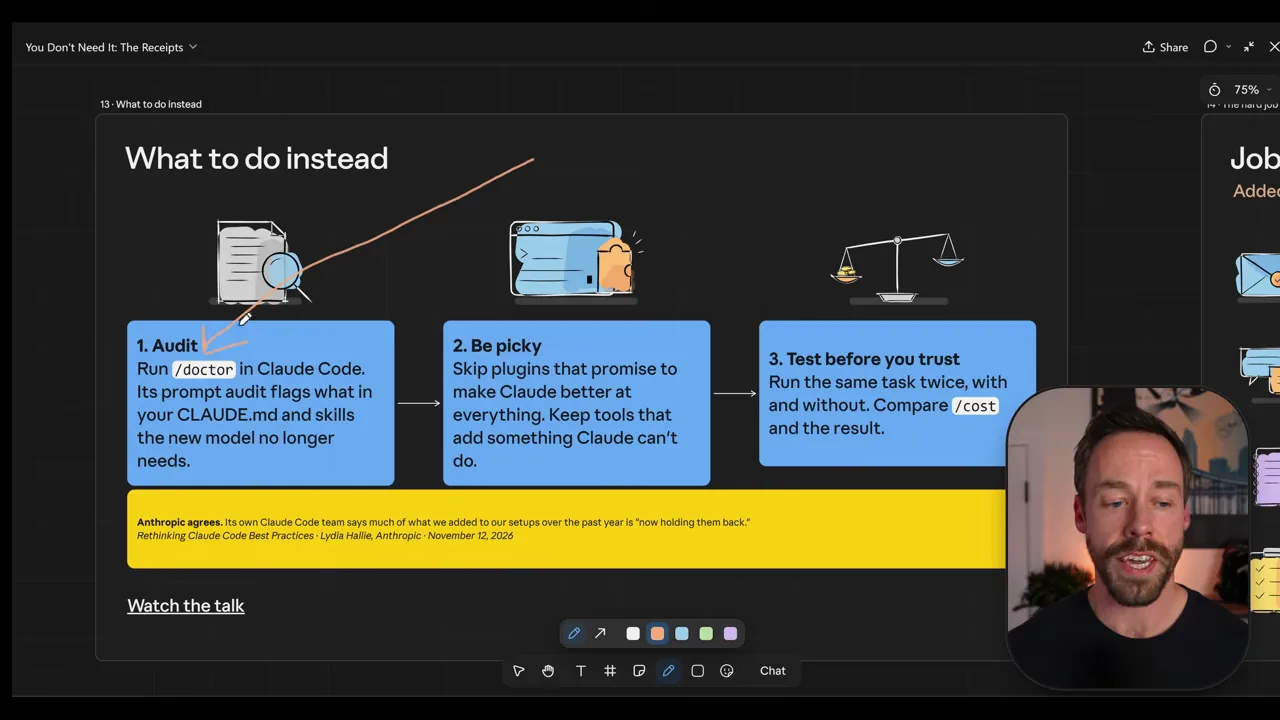 You Don't Need It: The Receipts
Share
75%
13 · What to do instead
What to do instead
Job
Added
1. Audit
Run /doctor in Claude Code.
Its prompt audit flags what in
your CLAUDE.md and skills
the new model no longer
needs.
2. Be picky
Skip plugins that promise to
make Claude better at
everything. Keep tools that
add something Claude can't
do.
3. Test before you trust
Run the same task twice, with
and without. Compare /cost
and the result.
Anthropic agrees. Its own Claude Code team says much of what we added to our setups over the past year is "now holding them back."
Rethinking Claude Code Best Practices · Lydia Hallie, Anthropic · November 12, 2026
Watch the talk
T
Chat